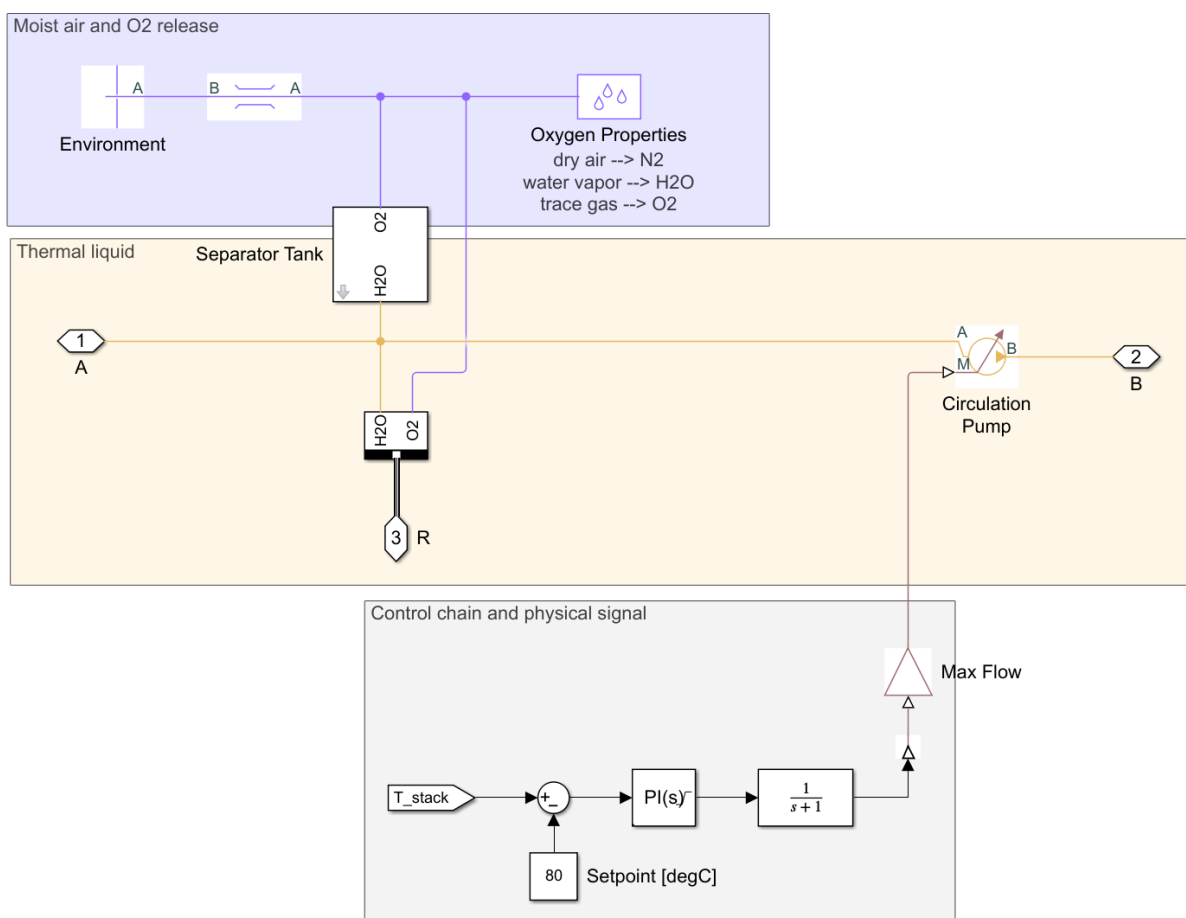 Moist air and O2 release
A
B
A
Environment
Oxygen Properties
dry air --> N2
water vapor --> H2O
trace gas --> O2
O2
H2O
Separator Tank
Thermal liquid
1
A
A
M
B
2
B
Circulation
Pump
H2O
O2
3
R
Control chain and physical signal
Max Flow
T_stack
+
-
PI(s)
1
s+1
80
Setpoint [degC]